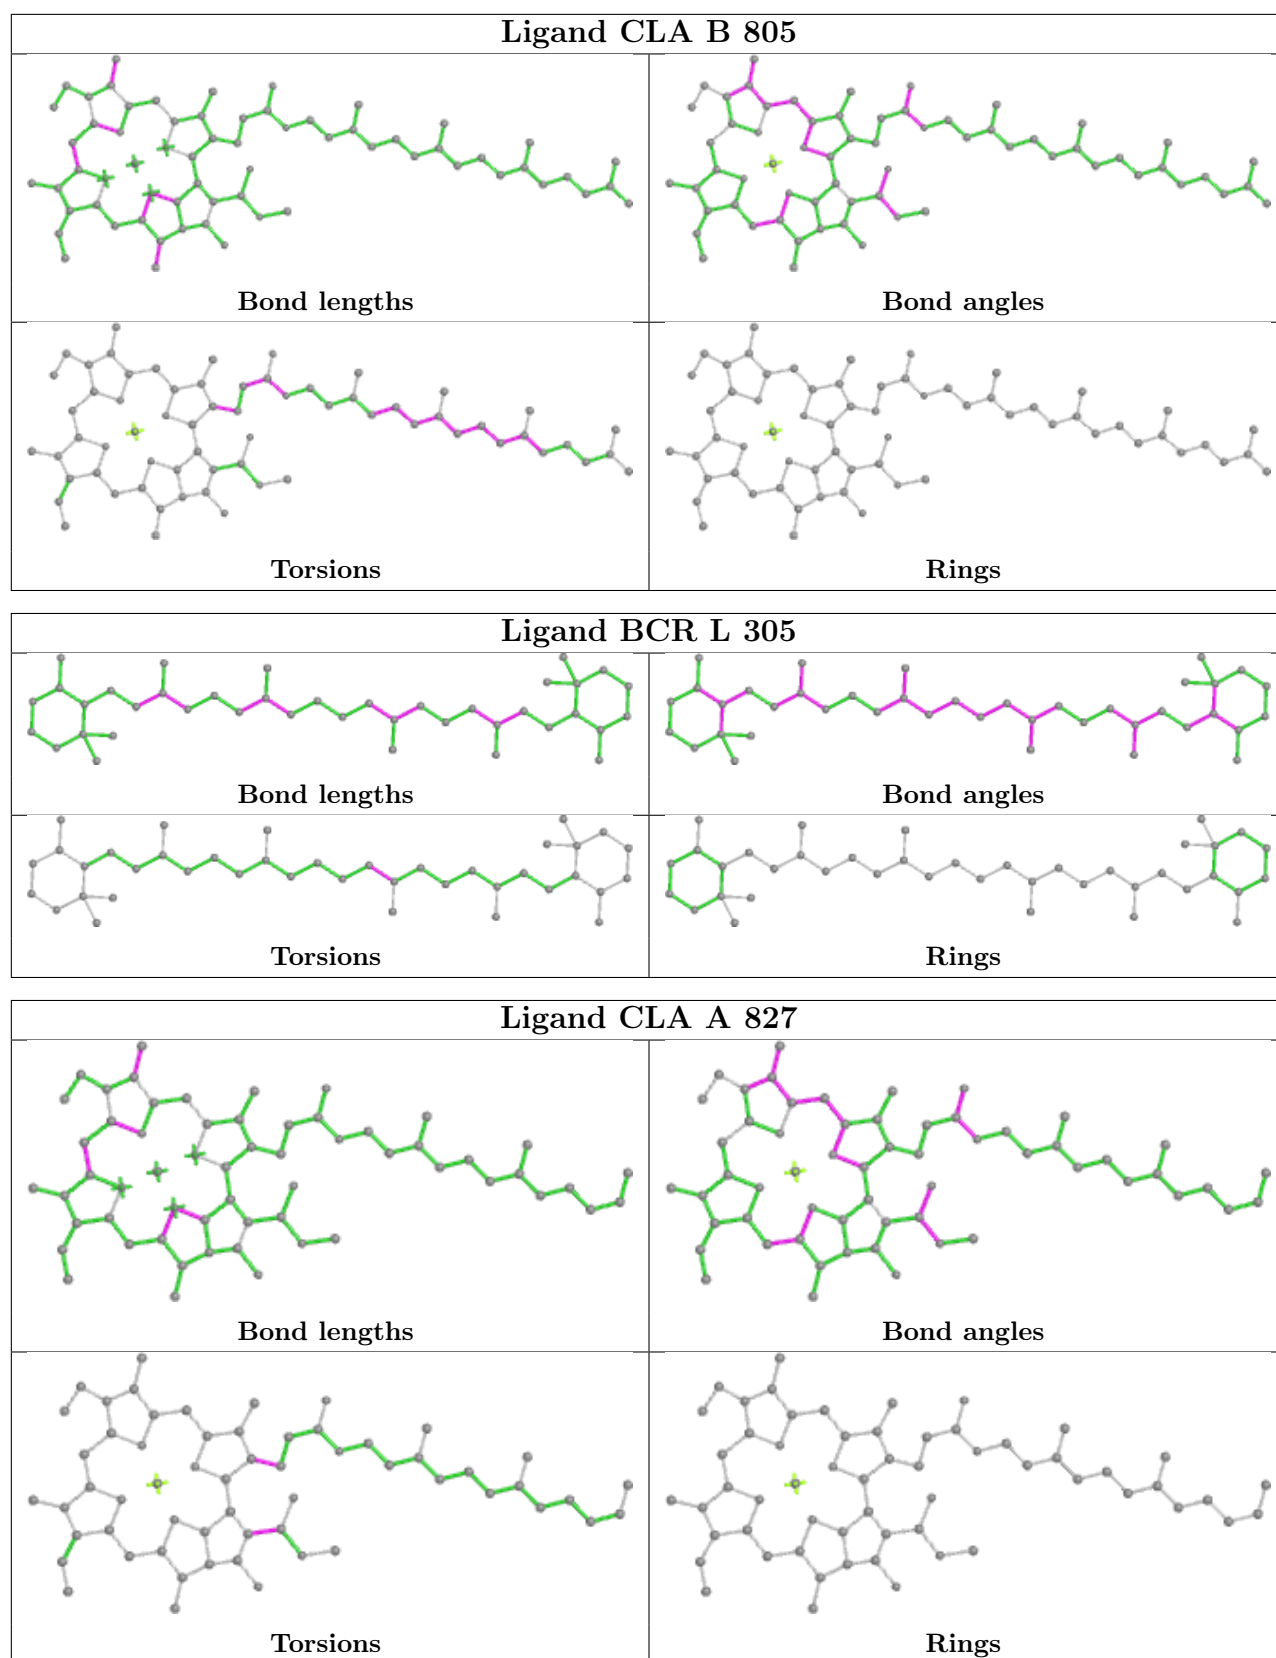 Ligand CLA B 805
Bond lengths
Bond angles
Torsions
Rings
Ligand BCR L 305
Bond lengths
Bond angles
Torsions
Rings
Ligand CLA A 827
Bond lengths
Bond angles
Torsions
Rings